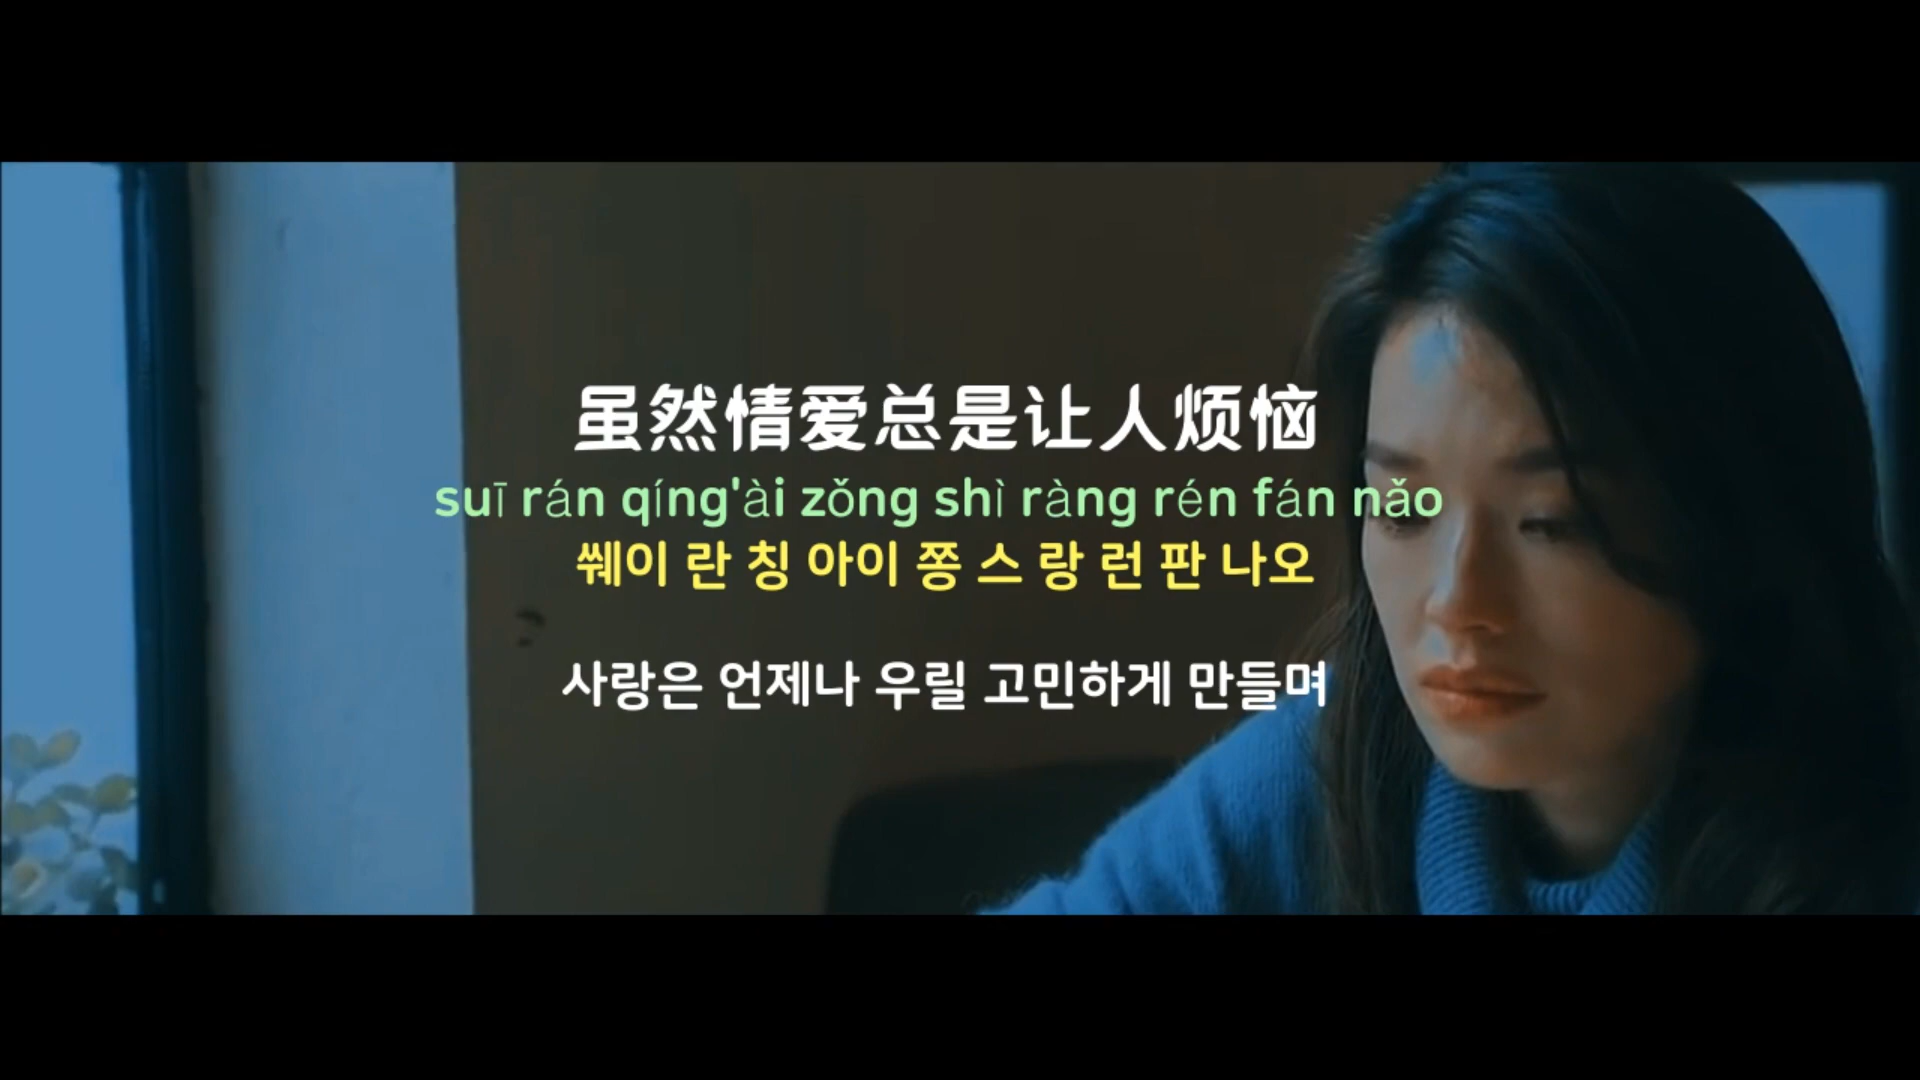 虽然情爱总是让人烦恼
suī rán qíng'ài zǒng shì ràng rén fán nǎo
쒜이 란 칭 아이 쫑 스 랑 런 판 나오
사랑은 언제나 우릴 고민하게 만들며